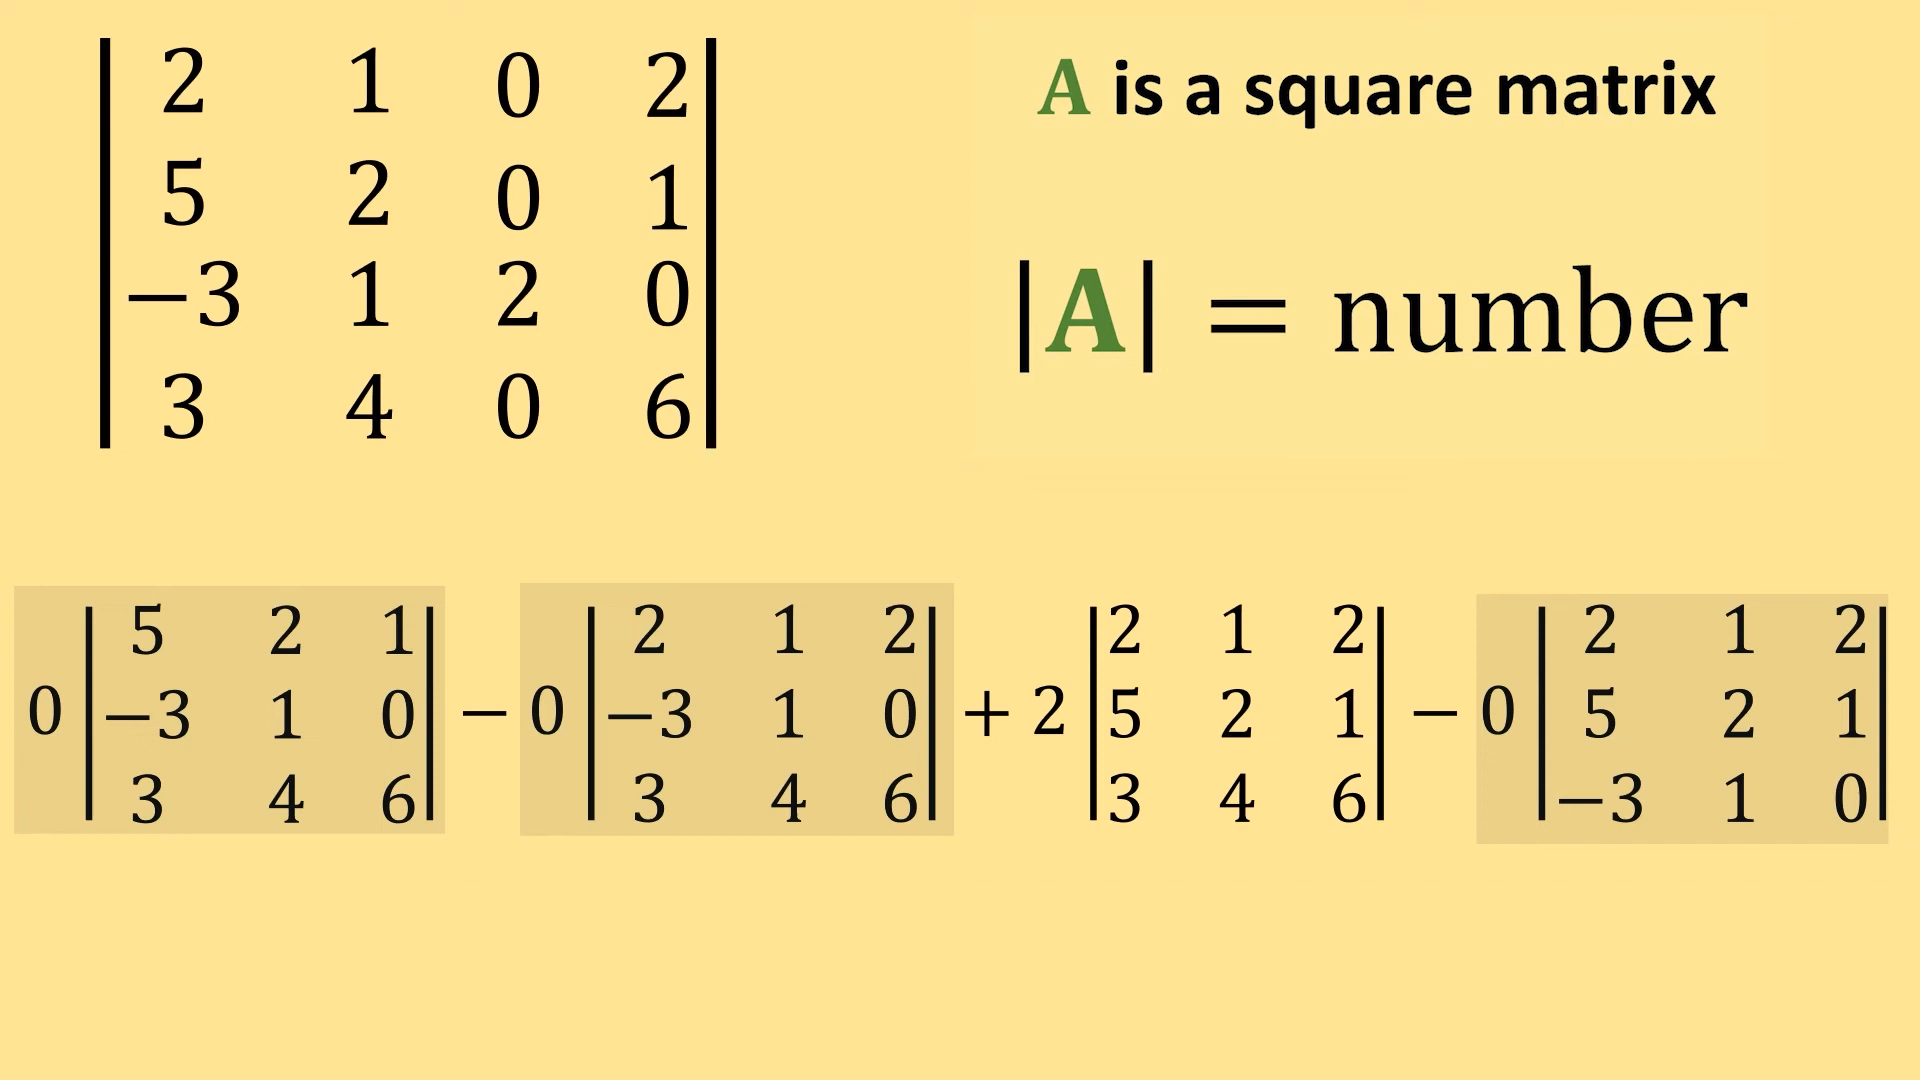 | 2 1 0 2 |
| 5 2 0 1 |
| −3 1 2 0 |
| 3 4 0 6 |
A is a square matrix
|A| = number
0 | 5 2 1 | − 0 | 2 1 2 | + 2 | 2 1 2 | − 0 | 2 1 2 |
| −3 1 0 | | −3 1 0 | | 5 2 1 | | 5 2 1 |
| 3 4 6 | | 3 4 6 | | 3 4 6 | | −3 1 0 |